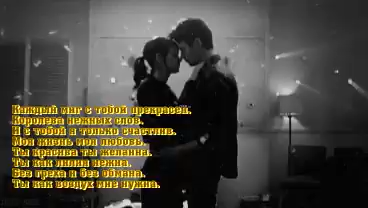 Каждый миг с тобой прекрасен.
Королева нежных слов.
И с тобой я только счастлив.
Моя жизнь моя любовь.
Ты красива ты желанна.
Ты как лилия нежна.
Без греха и без обмана.
Ты как воздух мне нужна.